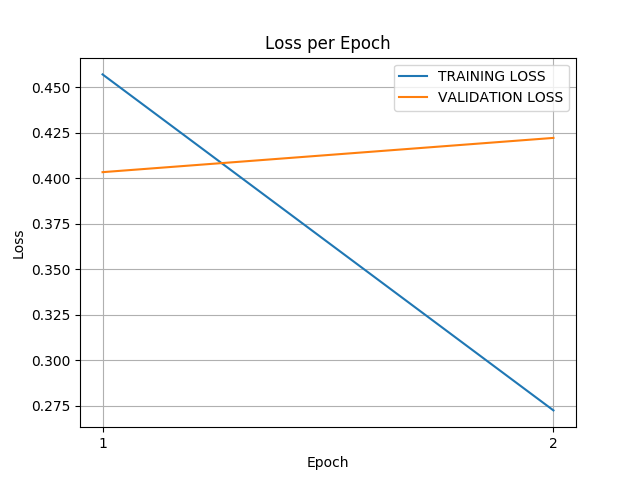 Loss per Epoch
TRAINING LOSS
VALIDATION LOSS
0.450
0.425
0.400
0.375
0.350
0.325
0.300
0.275
Loss
1
2
Epoch